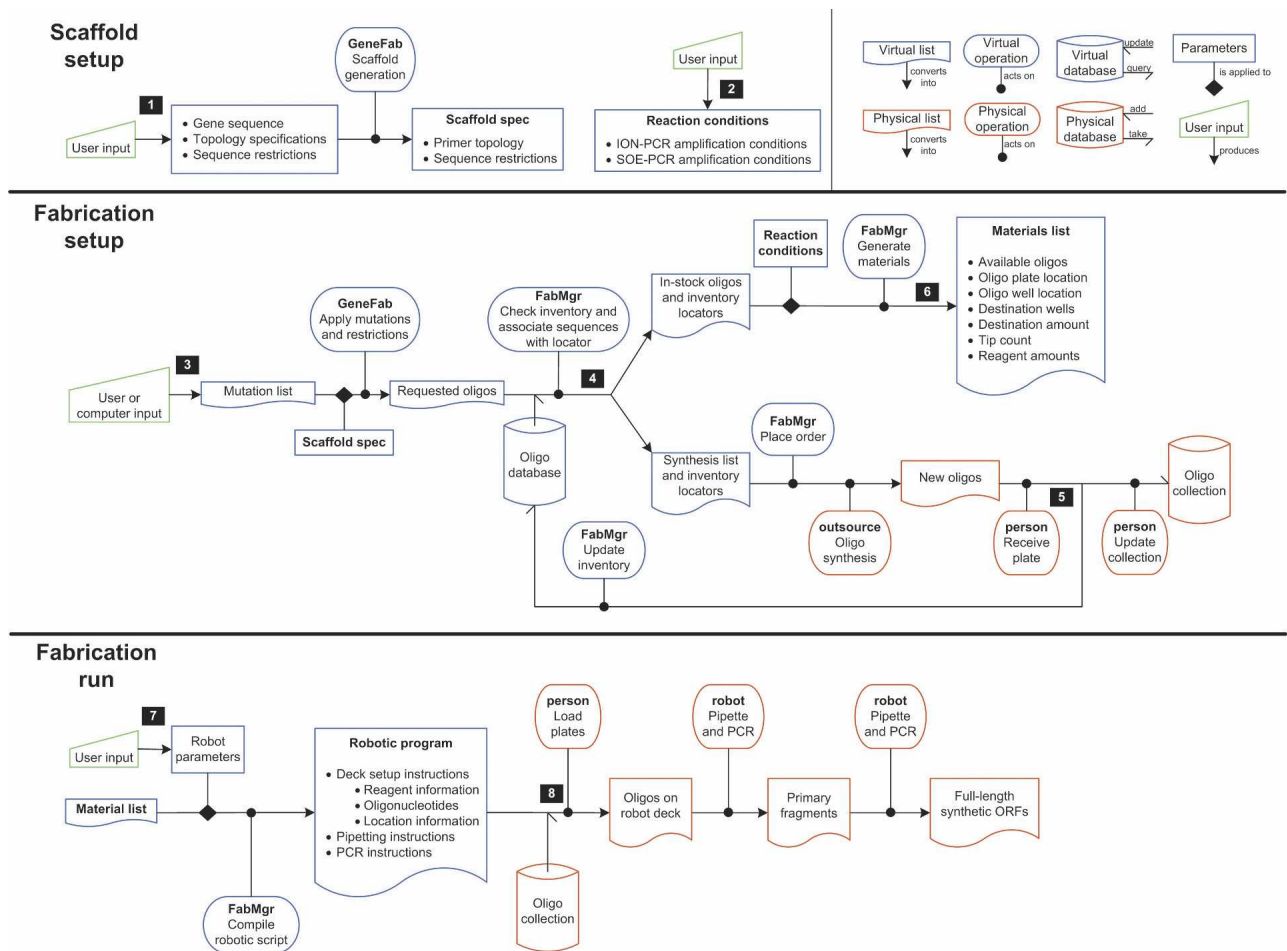 Scaffold
setup
GeneFab
Scaffold
generation
1
User input
• Gene sequence
• Topology specifications
• Sequence restrictions
Scaffold spec
• Primer topology
• Sequence restrictions
User input
2
Reaction conditions
• ION-PCR amplification conditions
• SOE-PCR amplification conditions
Virtual list
converts
into
Virtual
operation
acts on
Virtual
database
update
query
Parameters
is applied to
Physical list
converts
into
Physical
operation
acts on
Physical
database
add
take
User input
produces
Fabrication
setup
3
User or
computer input
Mutation list
GeneFab
Apply mutations
and restrictions
Scaffold spec
Requested oligos
FabMgr
Check inventory and
associate sequences
with locator
4
Oligo
database
In-stock oligos
and inventory
locators
Reaction
conditions
FabMgr
Generate
materials
6
Materials list
• Available oligos
• Oligo plate location
• Oligo well location
• Destination wells
• Destination amount
• Tip count
• Reagent amounts
Synthesis list
and inventory
locators
FabMgr
Place order
outsource
Oligo
synthesis
New oligos
person
Receive
plate
5
person
Update
collection
Oligo
collection
FabMgr
Update
inventory
Fabrication
run
7
User input
Robot
parameters
Material list
FabMgr
Compile
robotic script
Robotic program
• Deck setup instructions
• Reagent information
• Oligonucleotides
• Location information
• Pipetting instructions
• PCR instructions
8
Oligo
collection
person
Load
plates
Oligos on
robot deck
robot
Pipette
and PCR
Primary
fragments
robot
Pipette
and PCR
Full-length
synthetic ORFs